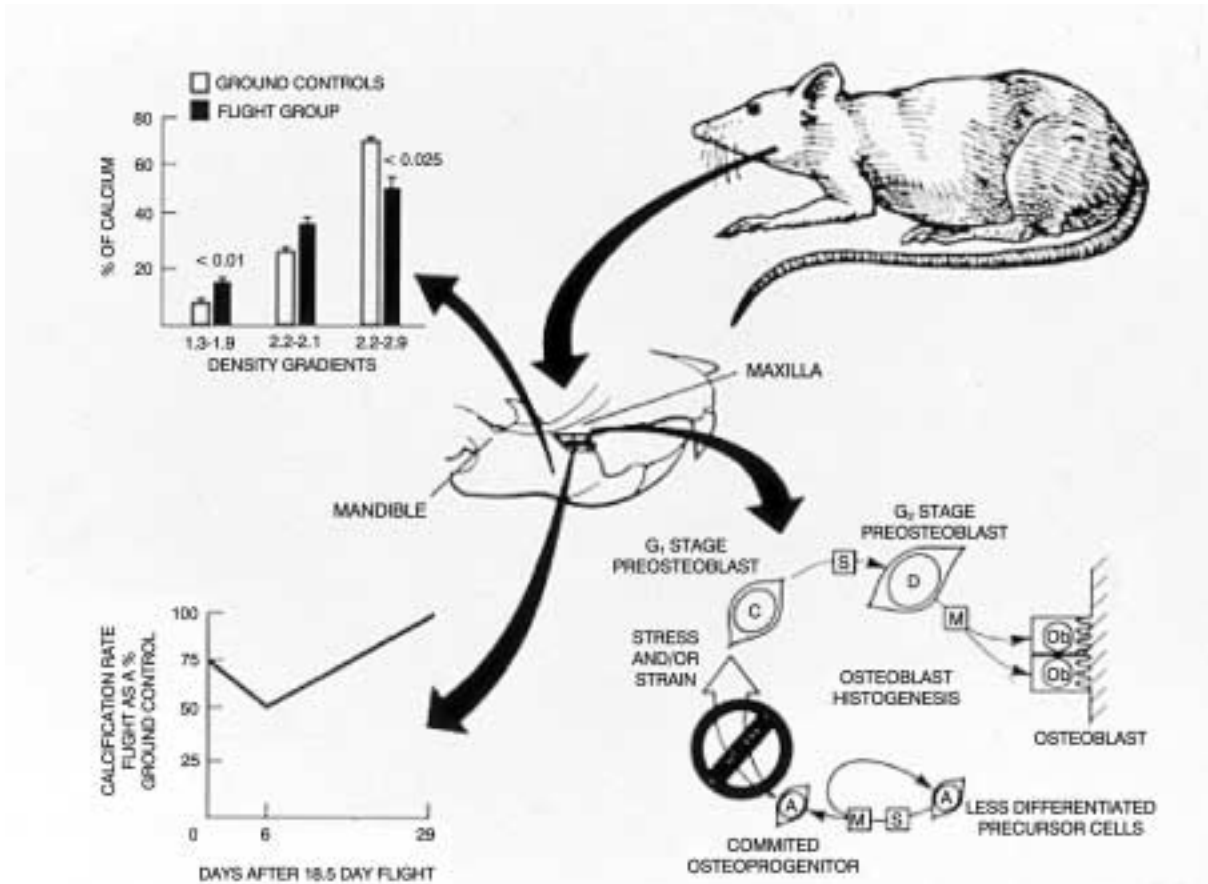 GROUND CONTROLS
FLIGHT GROUP
80
60
40
20
% OF CALCIUM
< 0.01
< 0.025
1.3-1.9
2.2-2.1
2.2-2.9
DENSITY GRADIENTS
MAXILLA
MANDIBLE
G₁ STAGE
PREOSTEOBLAST
G₂ STAGE
PREOSTEOBLAST
S
D
C
M
Ob
Ob
STRESS
AND/OR
STRAIN
OSTEOBLAST
HISTOGENESIS
OSTEOBLAST
A
M
S
A
LESS DIFFERENTIATED
PRECURSOR CELLS
COMMITED
OSTEOPROGENITOR
CALCIFICATION RATE
FLIGHT AS A %
GROUND CONTROL
100
75
50
25
0
6
29
DAYS AFTER 18.5 DAY FLIGHT